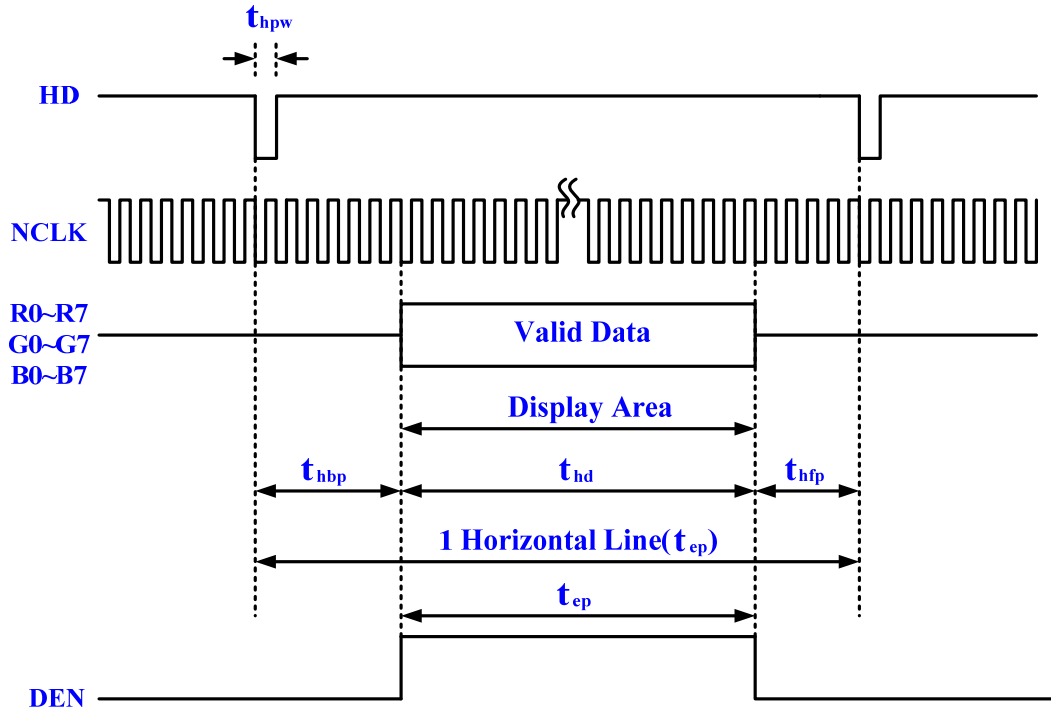 thpw
HD
NCLK
R0~R7
G0~G7
B0~B7
Valid Data
Display Area
thbp
thd
thfp
1 Horizontal Line(tep)
tep
DEN